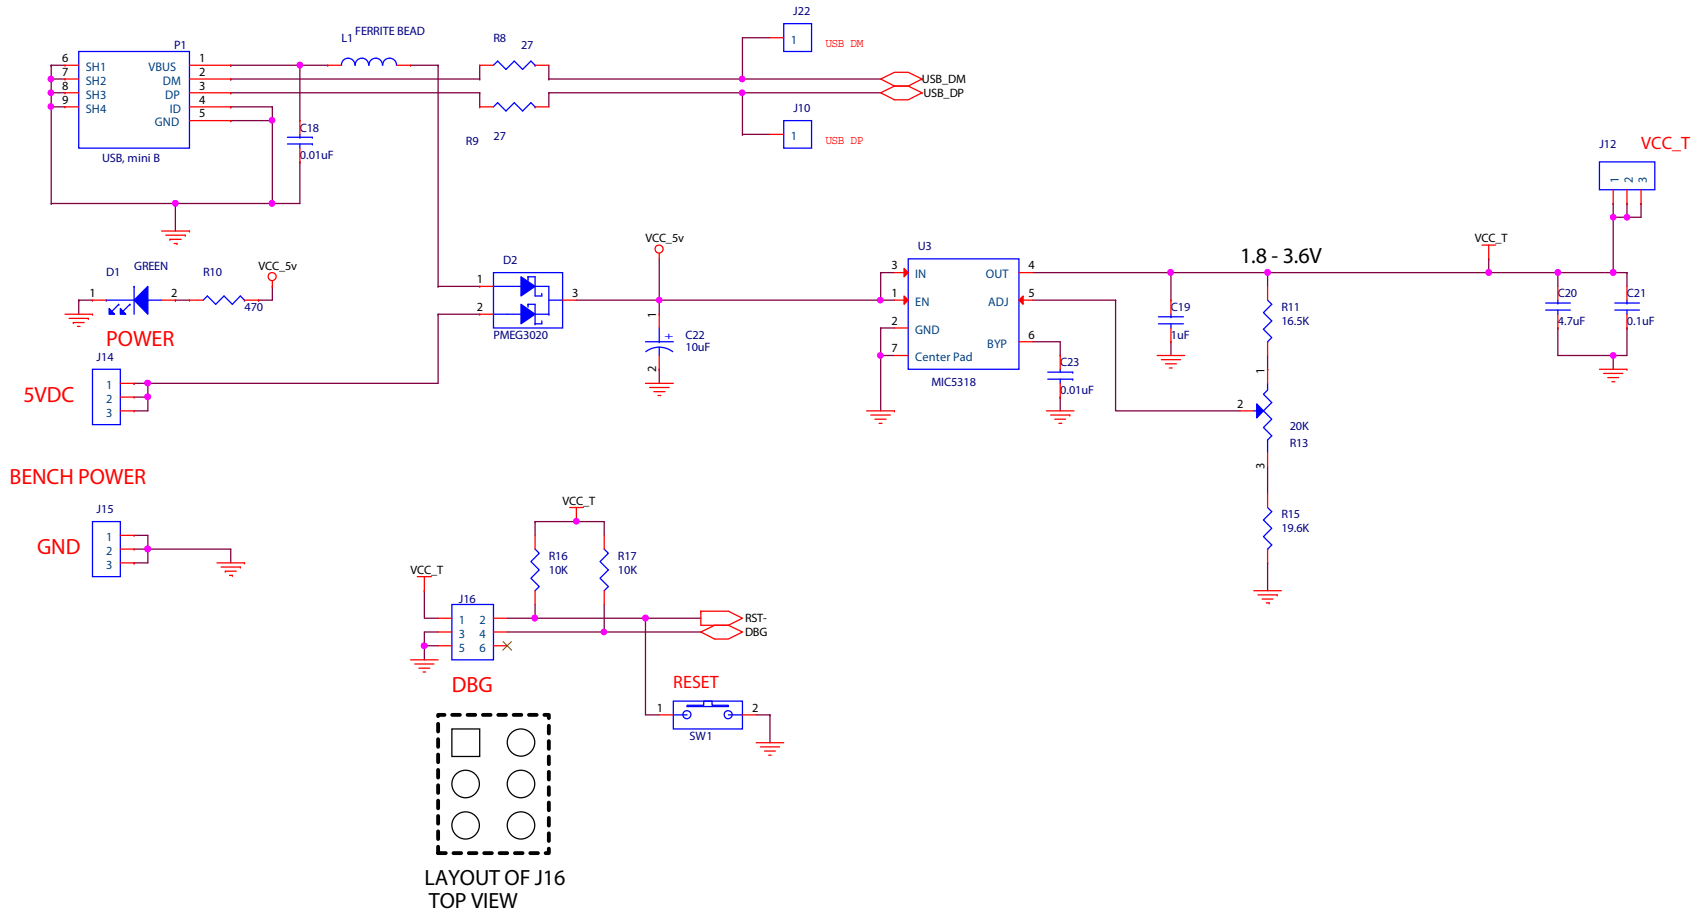 J22
1
USB DM
L1
FERRITE BEAD
R8
27
P1
6
7
8
9
SH1
SH2
SH3
SH4
VBUS
DM
DP
ID
GND
1
2
3
4
5
USB, mini B
C18
0.01uF
R9
27
USB_DM
USB_DP
J10
1
USB DP
J12
VCC_T
1
2
3
D1
GREEN
1
2
R10
470
VCC_5v
POWER
D2
1
2
3
PMEG3020
VCC_5v
1
+
C22
10uF
2
U3
3
IN
OUT
4
1
EN
ADJ
5
2
GND
BYP
6
7
Center Pad
MIC5318
C23
0.01uF
C19
1uF
1.8 - 3.6V
R11
16.5K
1
2
20K
R13
3
R15
19.6K
VCC_T
C20
4.7uF
C21
0.1uF
J14
5VDC
1
2
3
BENCH POWER
J15
GND
1
2
3
VCC_T
R16
10K
R17
10K
VCC_T
J16
1 2
3 4
5 6
RST-
DBG
DBG
RESET
1
2
SW1
LAYOUT OF J16
TOP VIEW